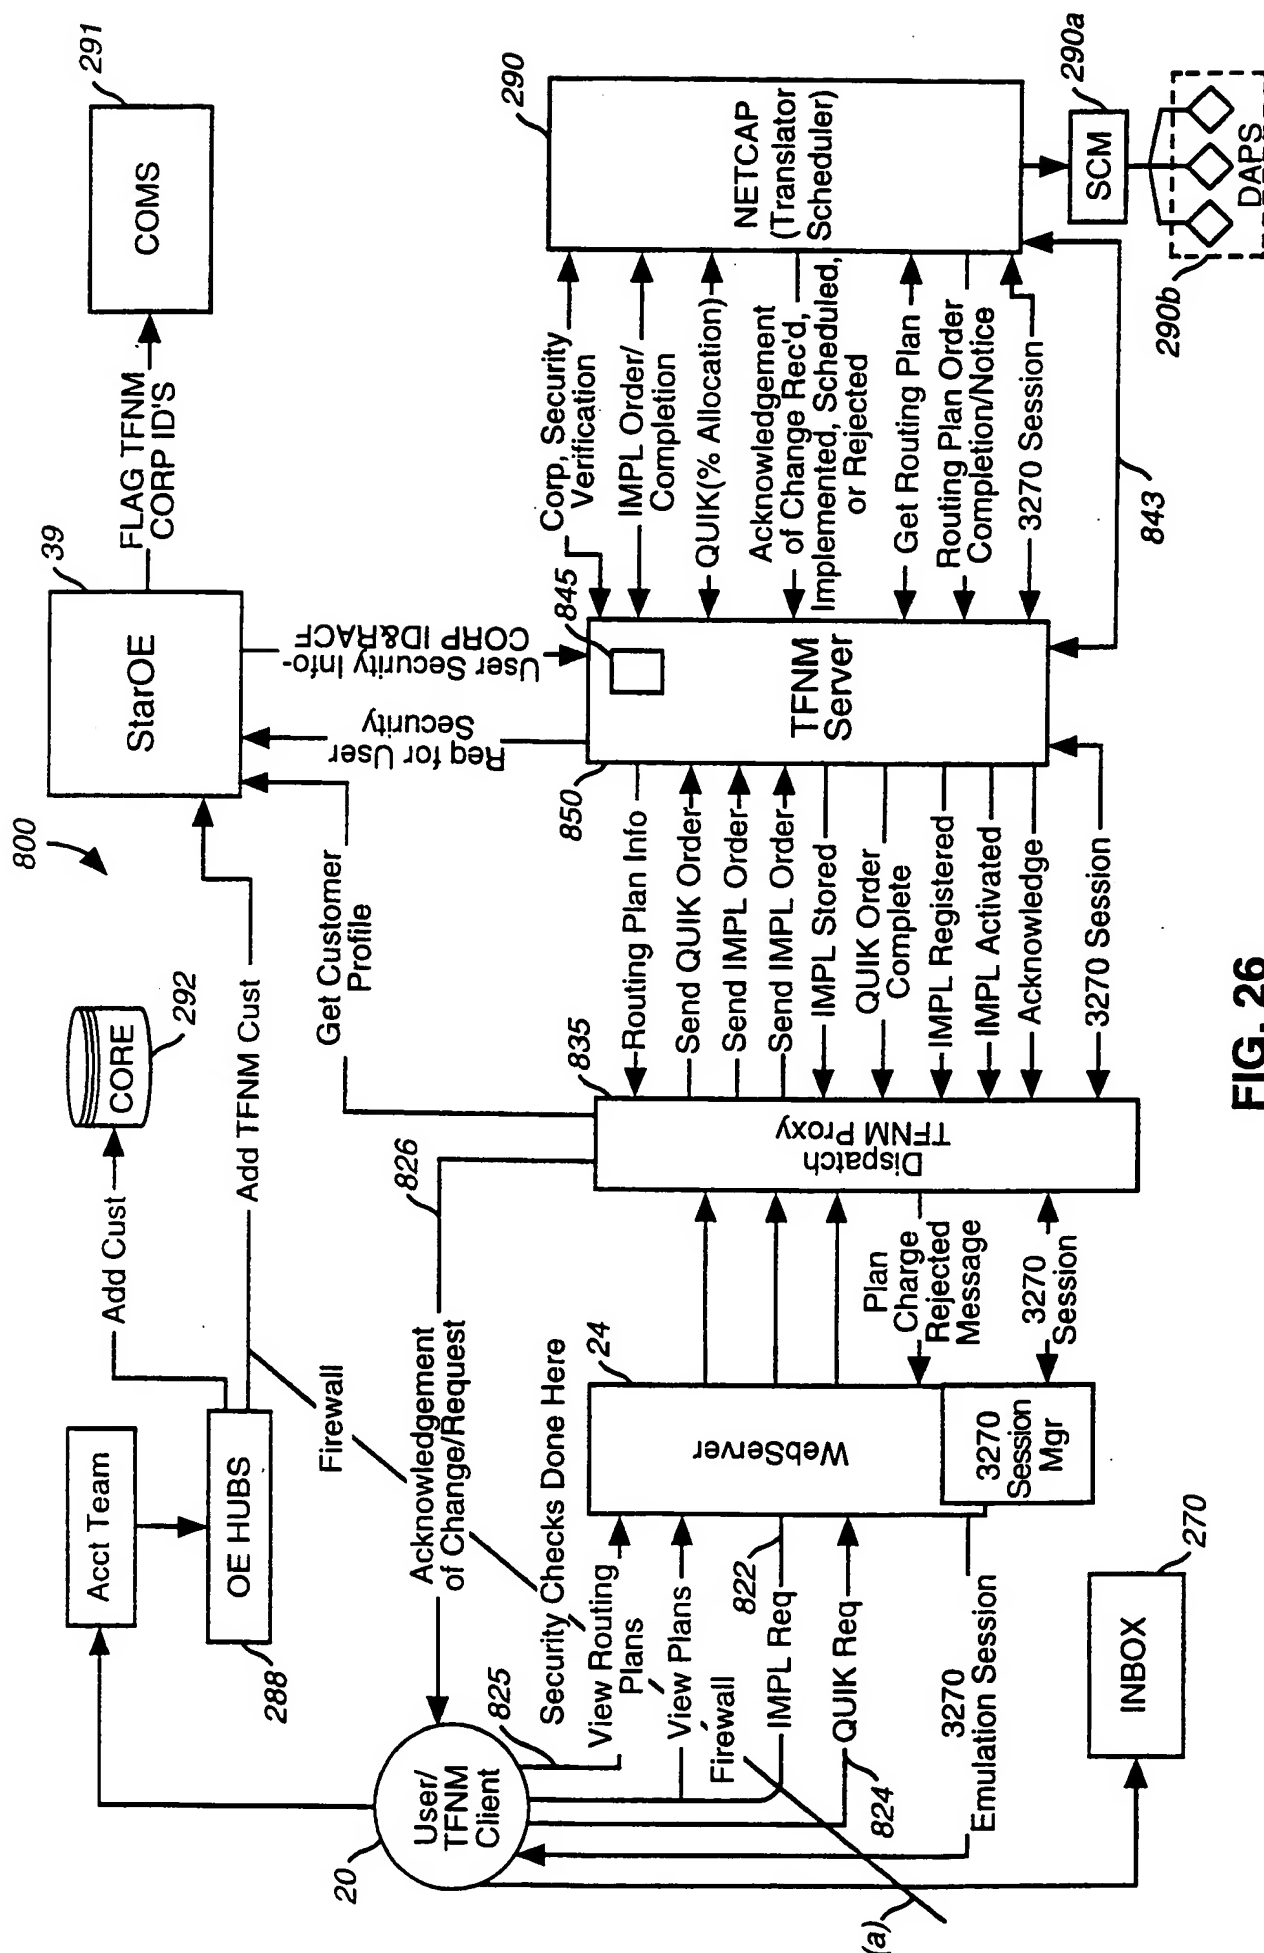 800
Acct Team
OE HUBS
288
Add Cust
CORE
292
Add TFNM Cust
StarOE
39
FLAG TFNM
CORP ID'S
COMS
291
Firewall
Get Customer
Profile
Req for User
Security
User Security Info-
CORP ID&RACF
826
Acknowledgement
of Change/Request
Security Checks Done Here
User/
TFNM
Client
20
825
View Routing
Plans
View Plans
Firewall
822
IMPL Req
QUIK Req
824
3270
Emulation Session
(a)
INBOX
270
24
WebServer
3270
Session
Mgr
Plan
Charge
Rejected
Message
3270
Session
835
Dispatch
TFNM Proxy
Routing Plan Info
Send QUIK Order
Send IMPL Order
Send IMPL Order
IMPL Stored
QUIK Order
Complete
IMPL Registered
IMPL Activated
Acknowledge
3270 Session
850
845
TFNM
Server
Corp, Security
Verification
IMPL Order/
Completion
QUIK(% Allocation)
Acknowledgement
of Change Rec'd,
Implemented, Scheduled,
or Rejected
Get Routing Plan
Routing Plan Order
Completion/Notice
3270 Session
843
290
NETCAP
(Translator
Scheduler)
SCM
290a
DAPS
290b
FIG. 26